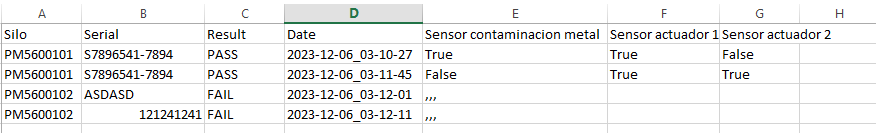 A B C D E F G H
Silo Serial Result Date Sensor contaminacion metal Sensor actuador 1 Sensor actuador 2
PM5600101 S7896541-7894 PASS 2023-12-06_03-10-27 True True False
PM5600101 S7896541-7894 PASS 2023-12-06_03-11-45 False True True
PM5600102 ASDASD FAIL 2023-12-06_03-12-01 ,,,
PM5600102 121241241 FAIL 2023-12-06_03-12-11 ,,,